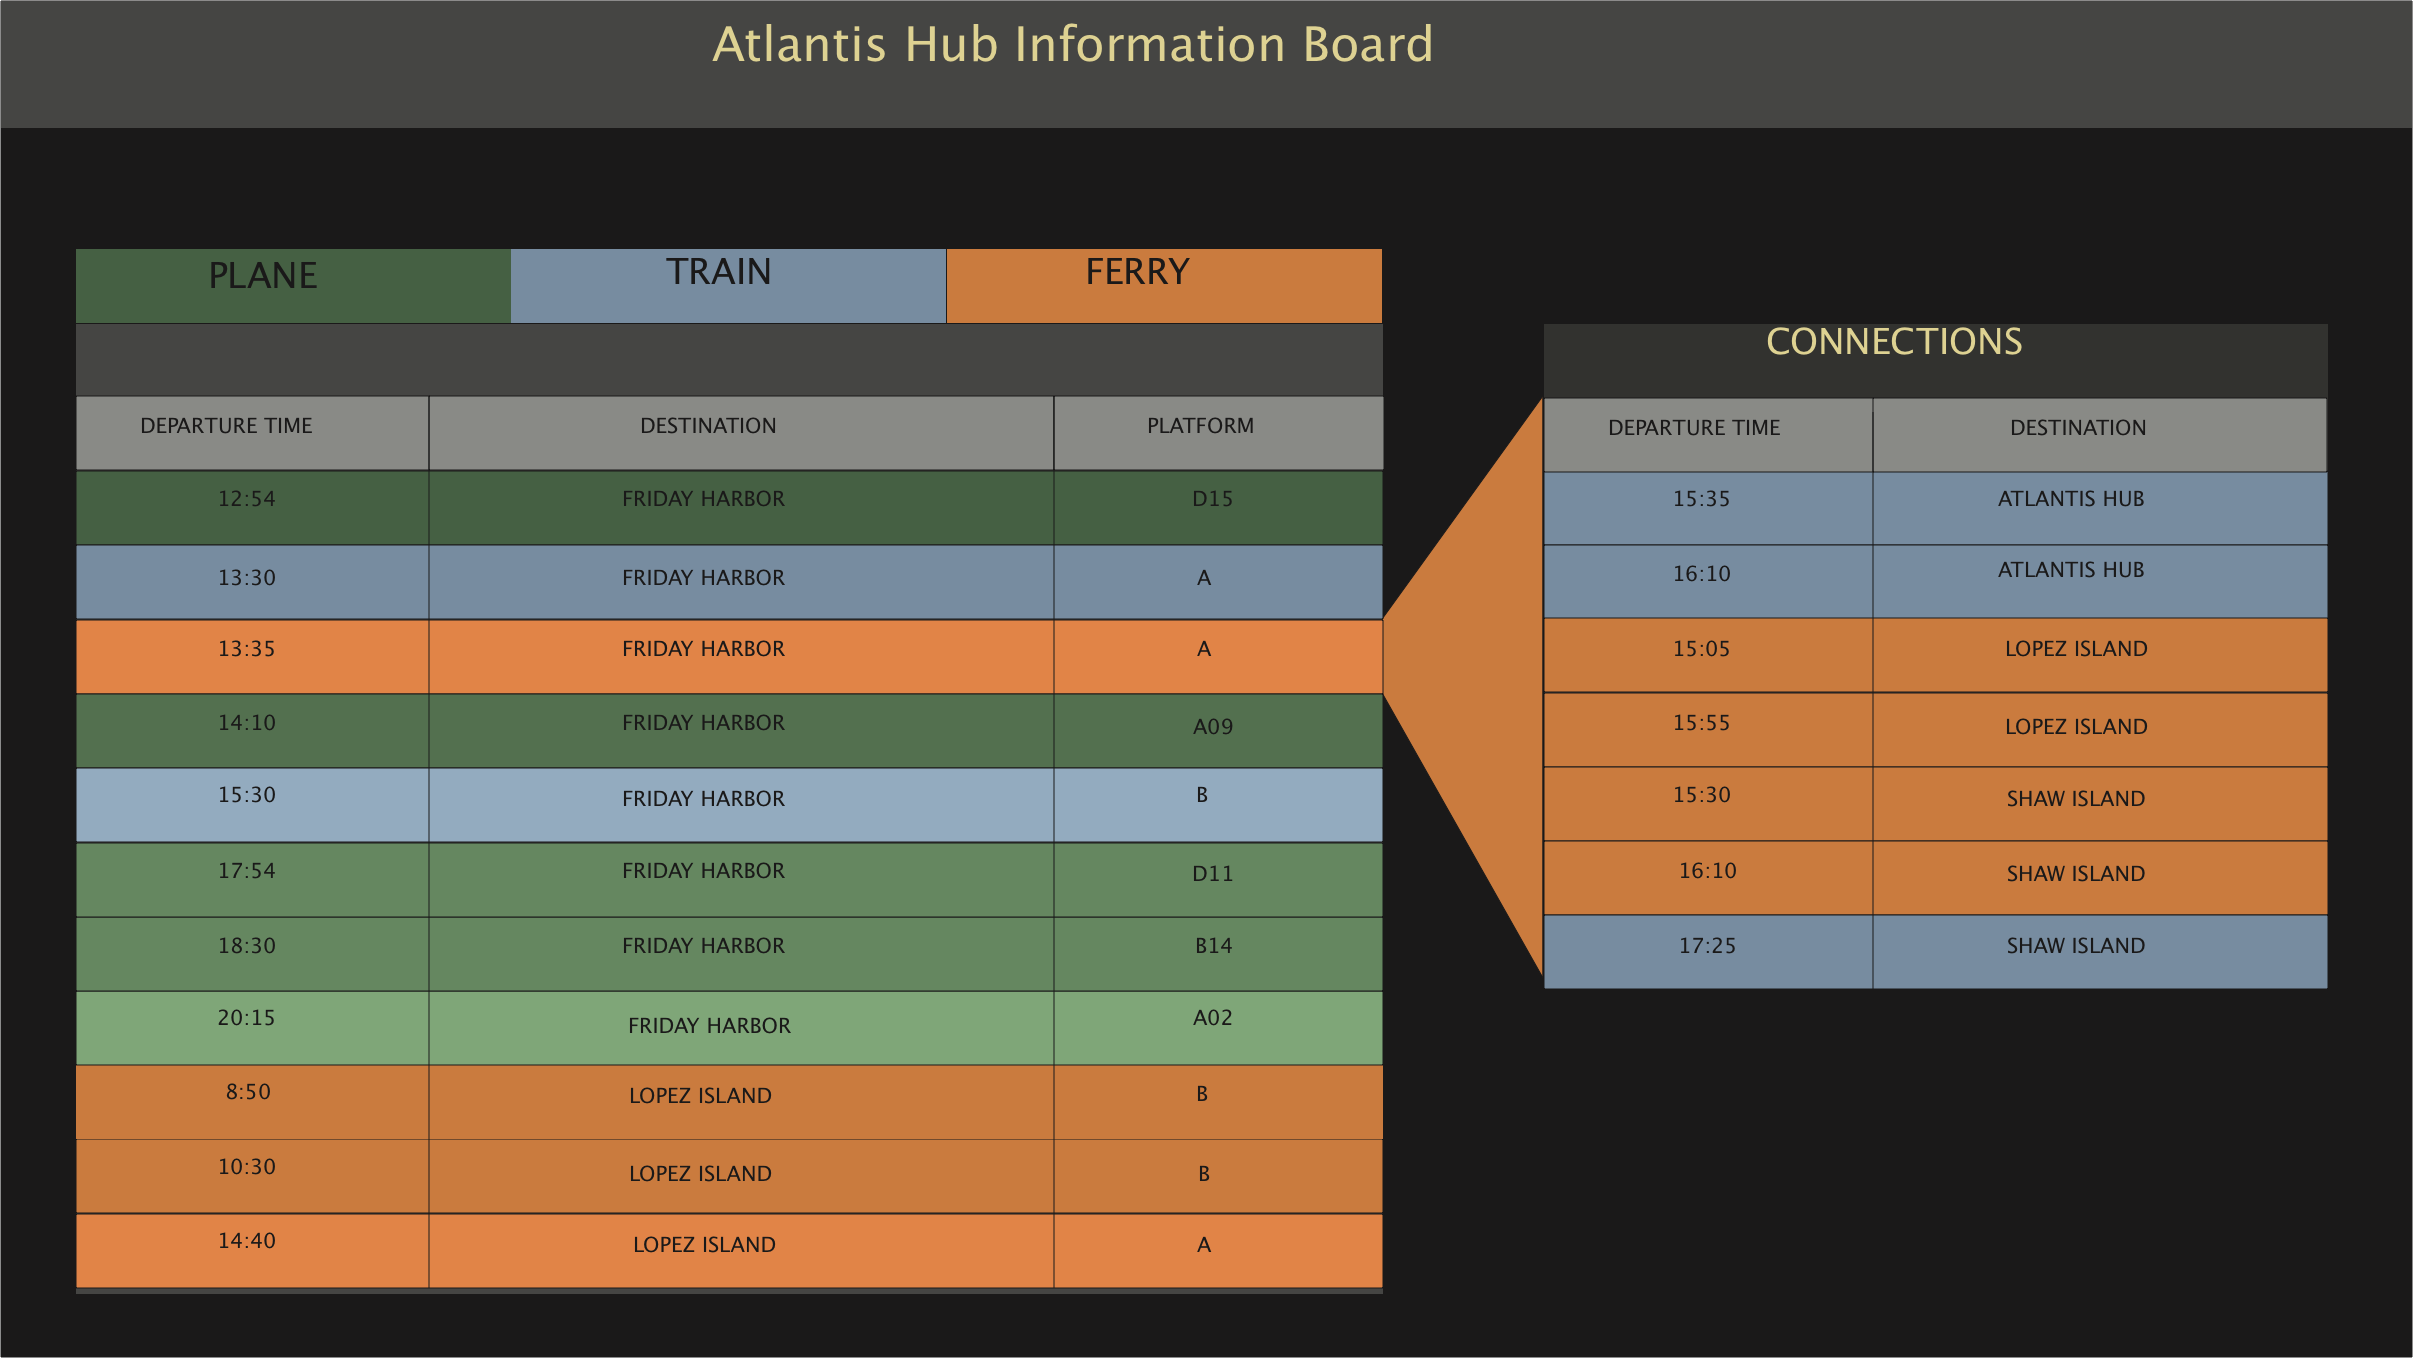 Atlantis Hub Information Board
PLANE TRAIN FERRY
DEPARTURE TIME DESTINATION PLATFORM
12:54 FRIDAY HARBOR D15
13:30 FRIDAY HARBOR A
13:35 FRIDAY HARBOR A
14:10 FRIDAY HARBOR A09
15:30 FRIDAY HARBOR B
17:54 FRIDAY HARBOR D11
18:30 FRIDAY HARBOR B14
20:15 FRIDAY HARBOR A02
8:50 LOPEZ ISLAND B
10:30 LOPEZ ISLAND B
14:40 LOPEZ ISLAND A
CONNECTIONS
DEPARTURE TIME DESTINATION
15:35 ATLANTIS HUB
16:10 ATLANTIS HUB
15:05 LOPEZ ISLAND
15:55 LOPEZ ISLAND
15:30 SHAW ISLAND
16:10 SHAW ISLAND
17:25 SHAW ISLAND